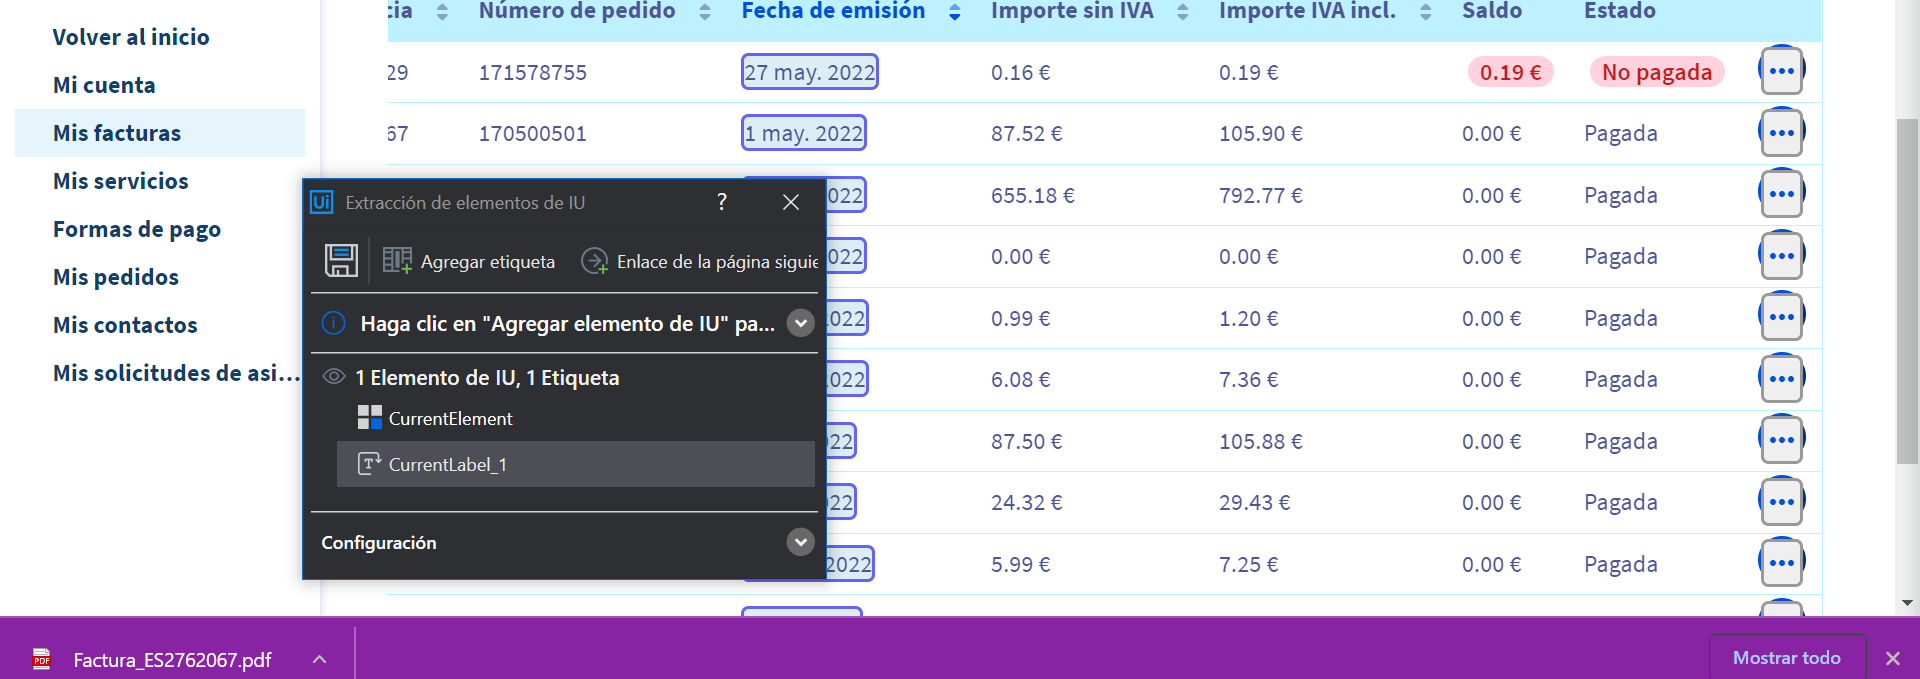 Volver al inicio
Mi cuenta
Mis facturas
Mis servicios
Formas de pago
Mis pedidos
Mis contactos
Mis solicitudes de asi...
cia Número de pedido Fecha de emisión Importe sin IVA Importe IVA incl. Saldo Estado
29 171578755 27 may. 2022 0.16 € 0.19 € 0.19 € No pagada ...
67 170500501 1 may. 2022 87.52 € 105.90 € 0.00 € Pagada ...
022 655.18 € 792.77 € 0.00 € Pagada ...
022 0.00 € 0.00 € 0.00 € Pagada ...
2022 0.99 € 1.20 € 0.00 € Pagada ...
2022 6.08 € 7.36 € 0.00 € Pagada ...
022 87.50 € 105.88 € 0.00 € Pagada ...
022 24.32 € 29.43 € 0.00 € Pagada ...
2022 5.99 € 7.25 € 0.00 € Pagada ...
Ui Extracción de elementos de IU ?
Agregar etiqueta Enlace de la página siguie
Haga clic en "Agregar elemento de IU" pa...
1 Elemento de IU, 1 Etiqueta
CurrentElement
CurrentLabel_1
Configuración
PDF Factura_ES2762067.pdf
Mostrar todo